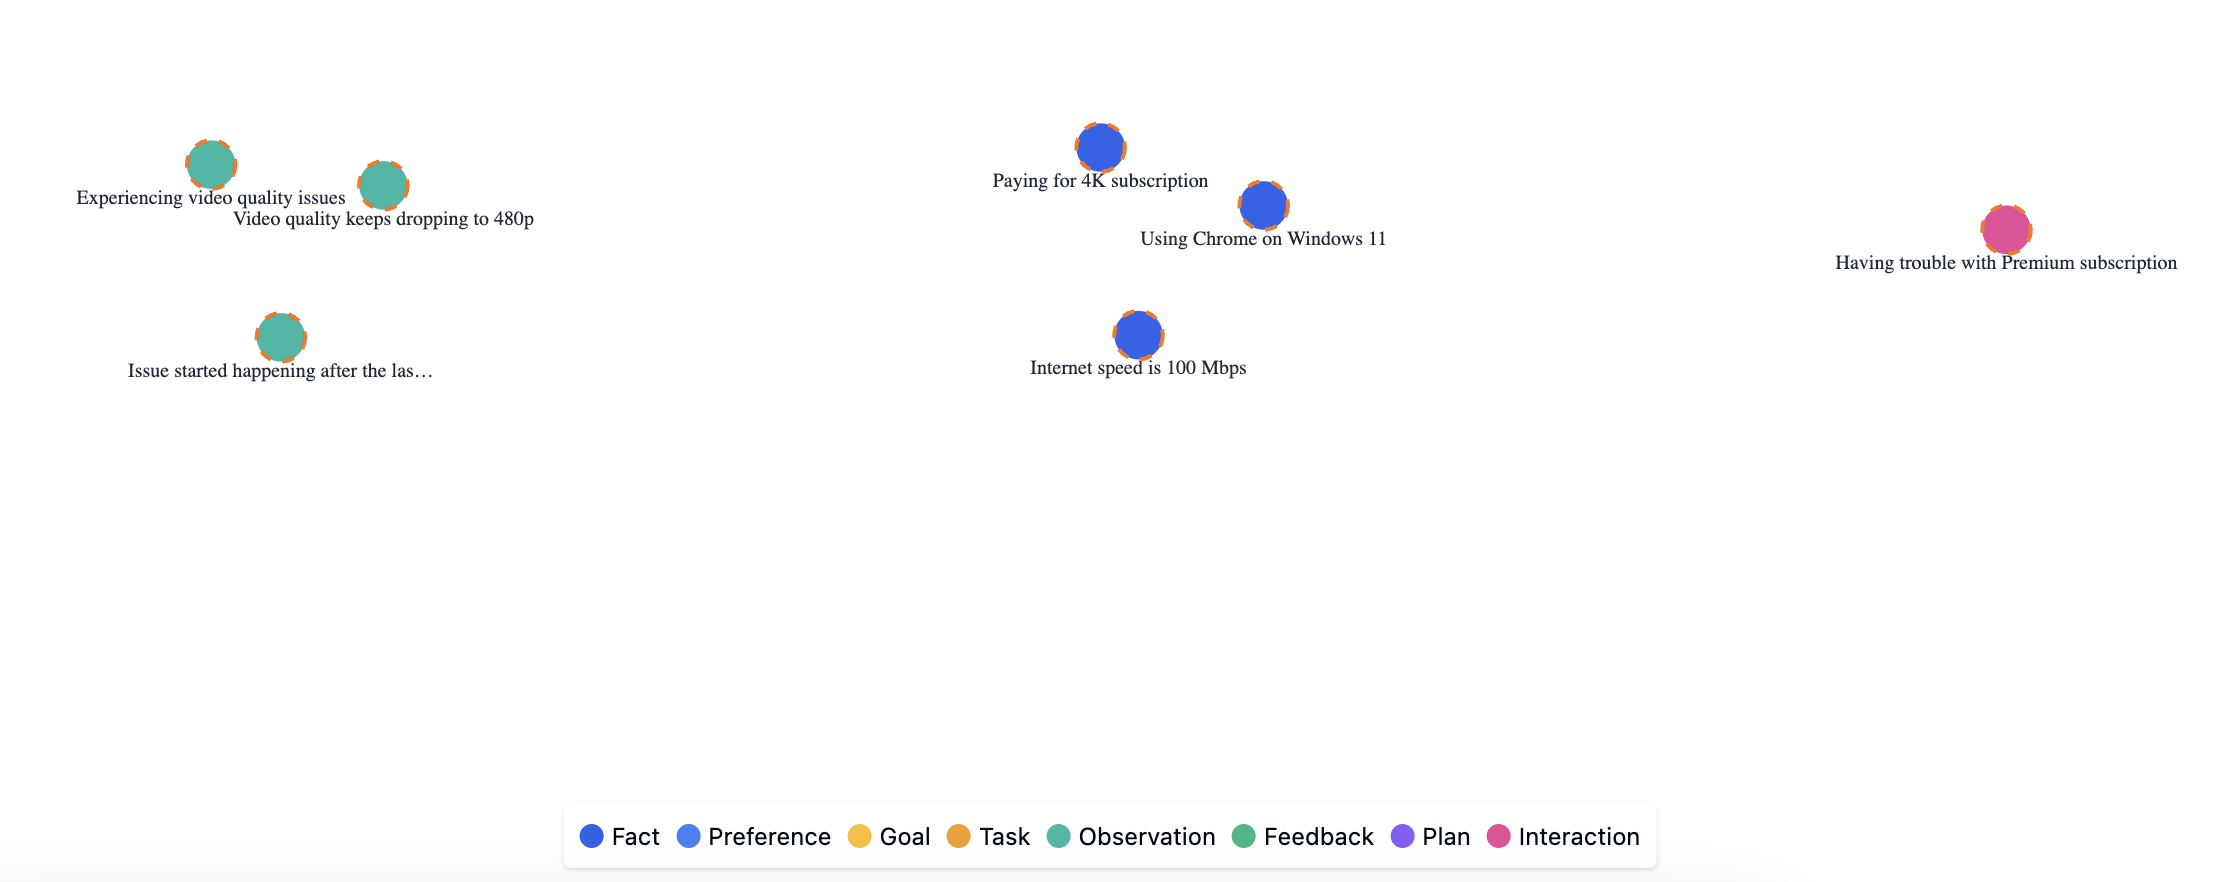 Experiencing video quality issues
Video quality keeps dropping to 480p
Issue started happening after the las…
Paying for 4K subscription
Using Chrome on Windows 11
Internet speed is 100 Mbps
Having trouble with Premium subscription
Fact Preference Goal Task Observation Feedback Plan Interaction